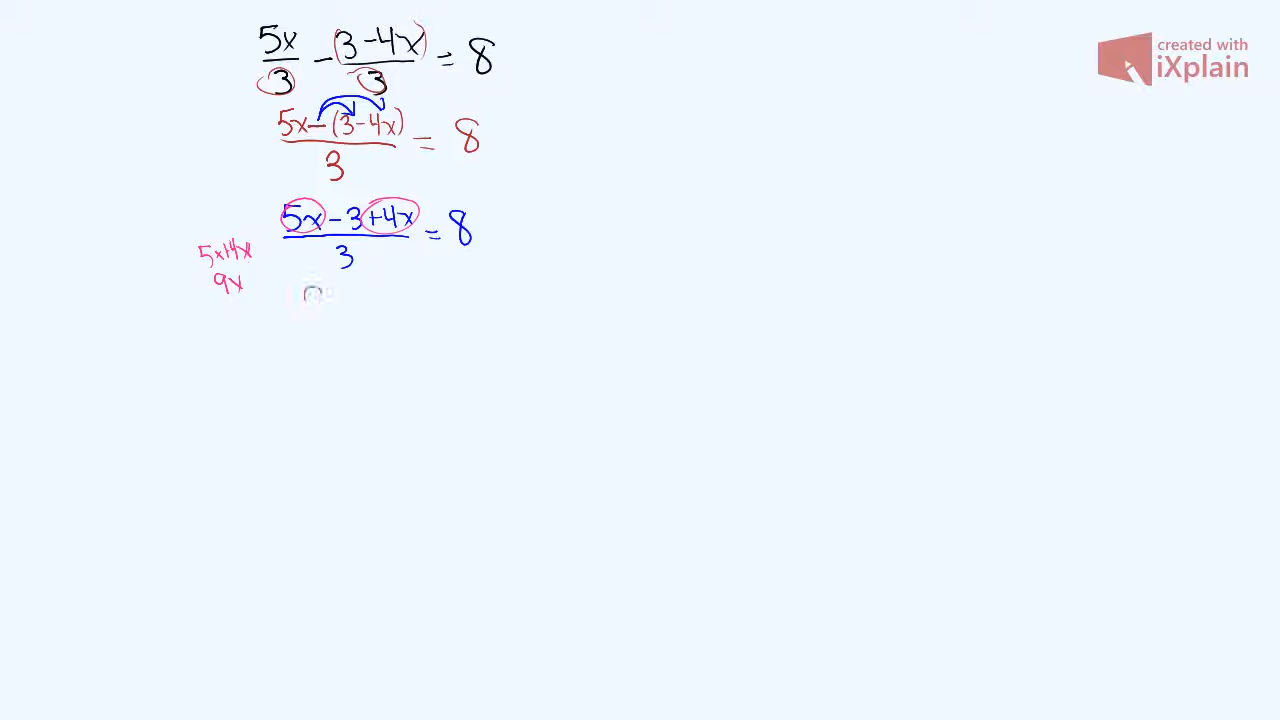 created with
iXplain
5x/3 - (3 - 4x)/3 = 8
(5x - (3 - 4x))/3 = 8
(5x - 3 + 4x)/3 = 8
5x+4x
9x